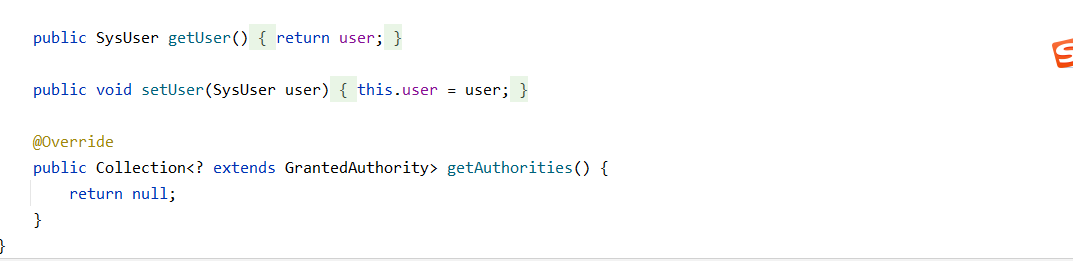 public SysUser getUser() { return user; }
public void setUser(SysUser user) { this.user = user; }
@Override
public Collection<? extends GrantedAuthority> getAuthorities() {
return null;
}
}